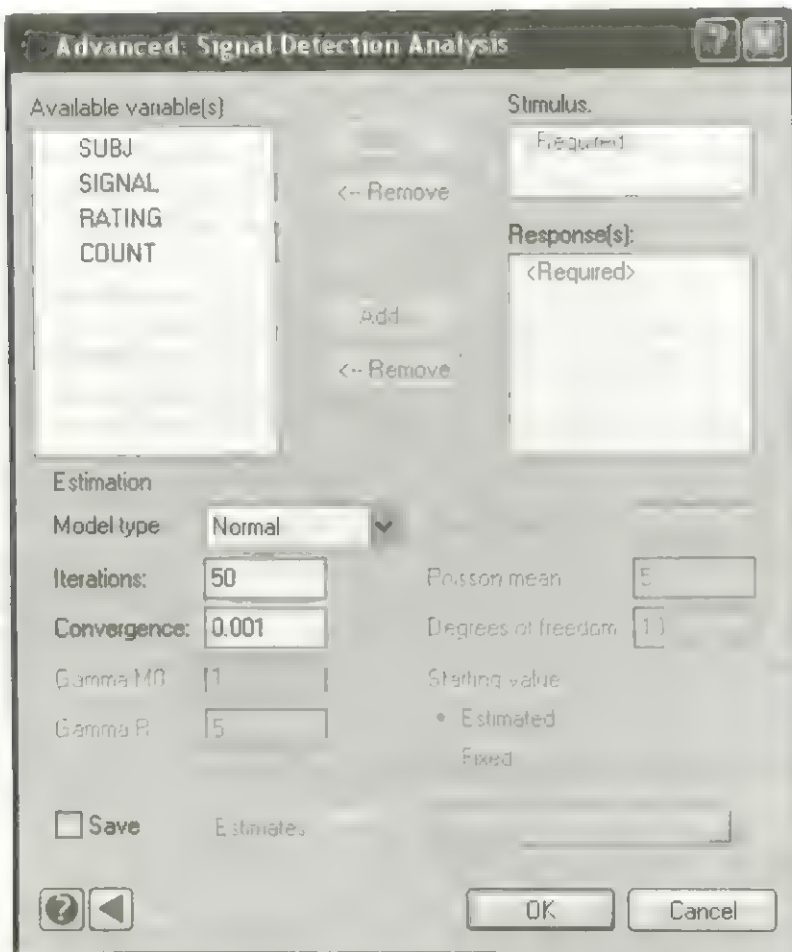 Advanced: Signal Detection Analysis
Available variable(s)
SUBJ
SIGNAL
RATING
COUNT
<-- Remove
Add
<-- Remove
Stimulus.
Required
Response(s):
<Required>
Estimation
Model type
Normal
Iterations:
50
Convergence:
0.001
Gamma M0
1
Gamma R
5
Poisson mean
5
Degrees of freedom
Starting value
Estimated
Fixed
Save
Estimates
OK
Cancel